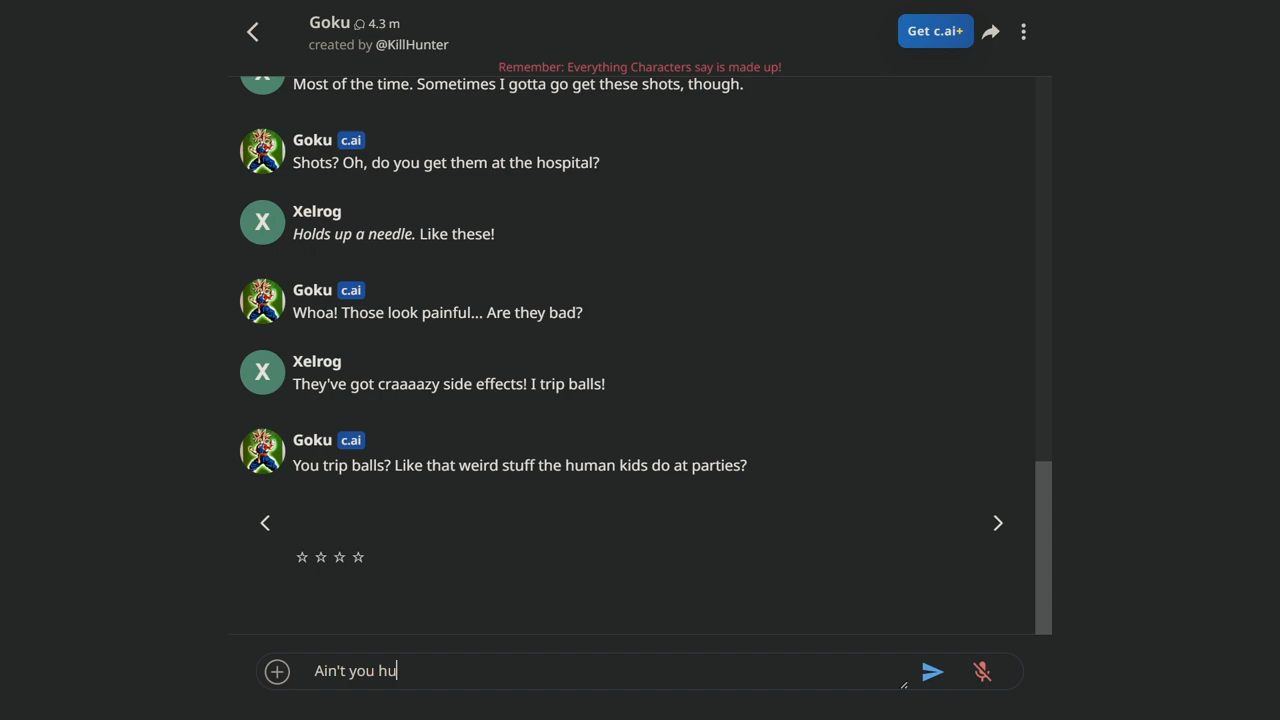 Goku 4.3 m
created by @KillHunter
Get c.ai+
Remember: Everything Characters say is made up!
Most of the time. Sometimes I gotta go get these shots, though.
Goku c.ai
Shots? Oh, do you get them at the hospital?
X
Xelrog
Holds up a needle. Like these!
Goku c.ai
Whoa! Those look painful... Are they bad?
X
Xelrog
They've got craaaazy side effects! I trip balls!
Goku c.ai
You trip balls? Like that weird stuff the human kids do at parties?
Ain't you hu